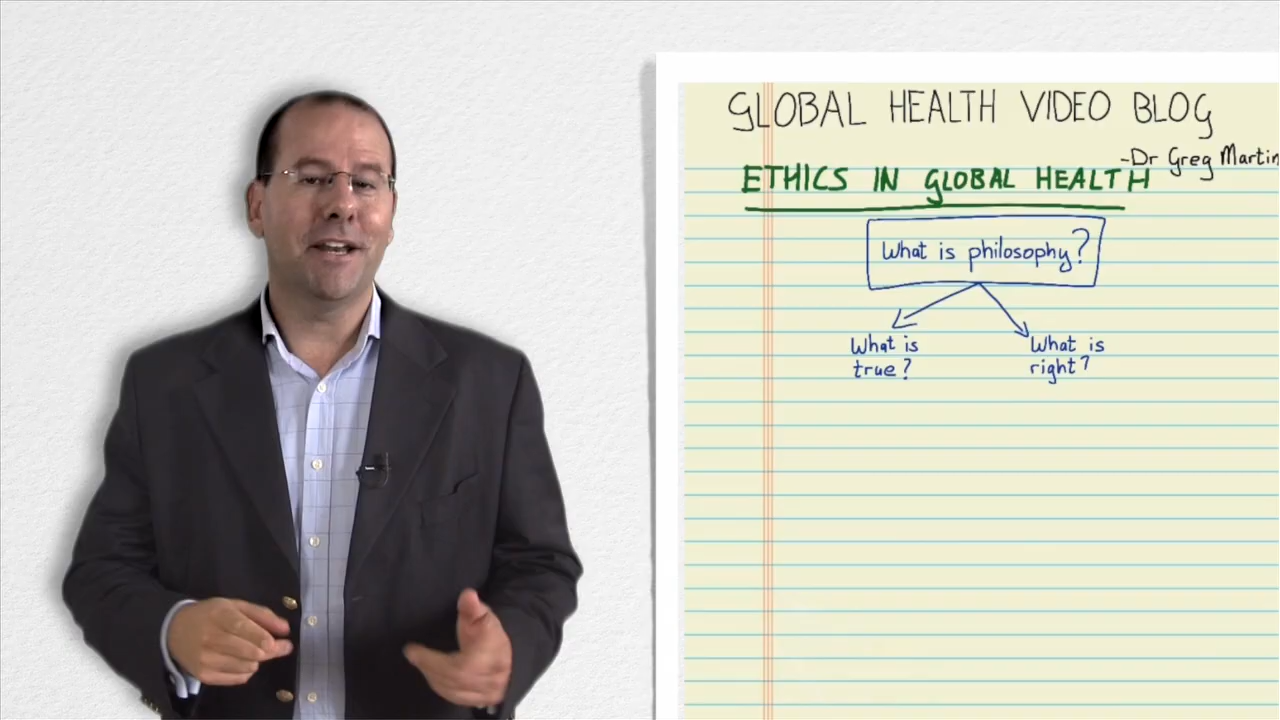 GLOBAL HEALTH VIDEO BLOG
-Dr Greg Martin
ETHICS IN GLOBAL HEALTH
What is philosophy?
What is
true?
What is
right?